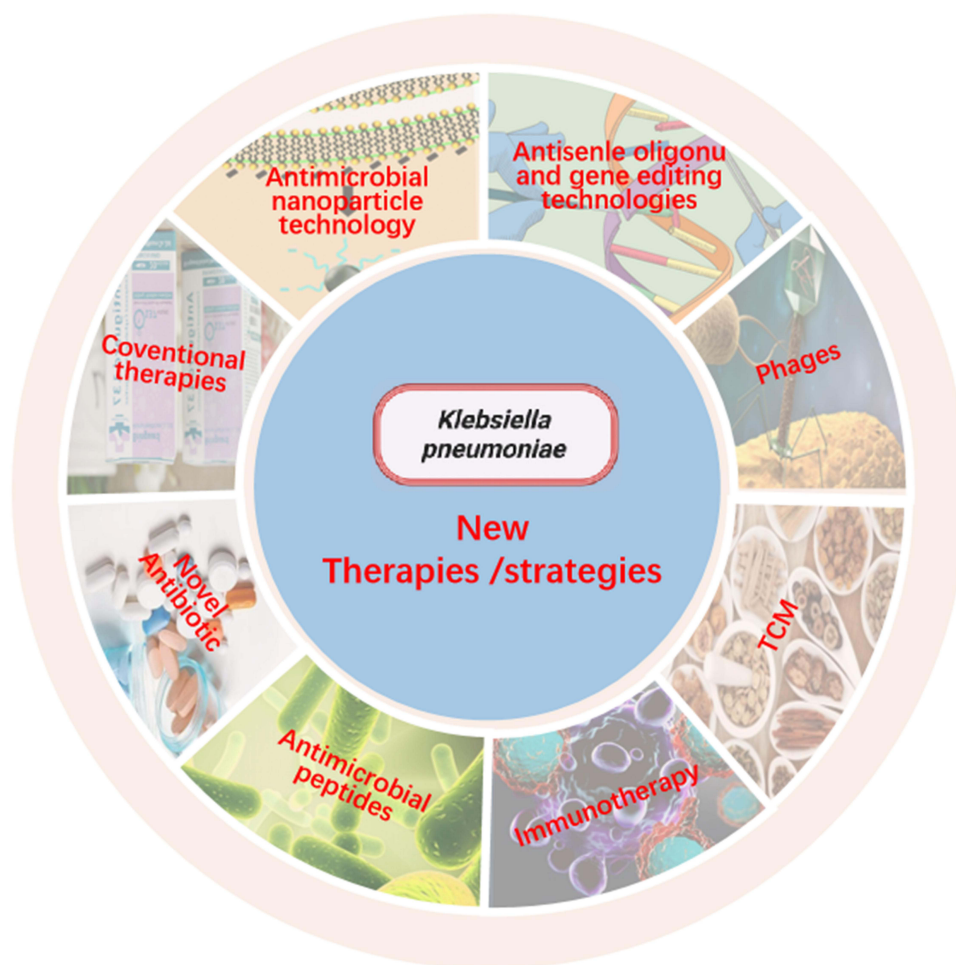 Antimicrobial
nanoparticle
technology
Antisenle oligonu
and gene editing
technologies
Coventional
therapies
Phages
Klebsiella
pneumoniae
New
Therapies /strategies
Novel
Antibiotic
TCM
Antimicrobial
peptides
Immunotherapy